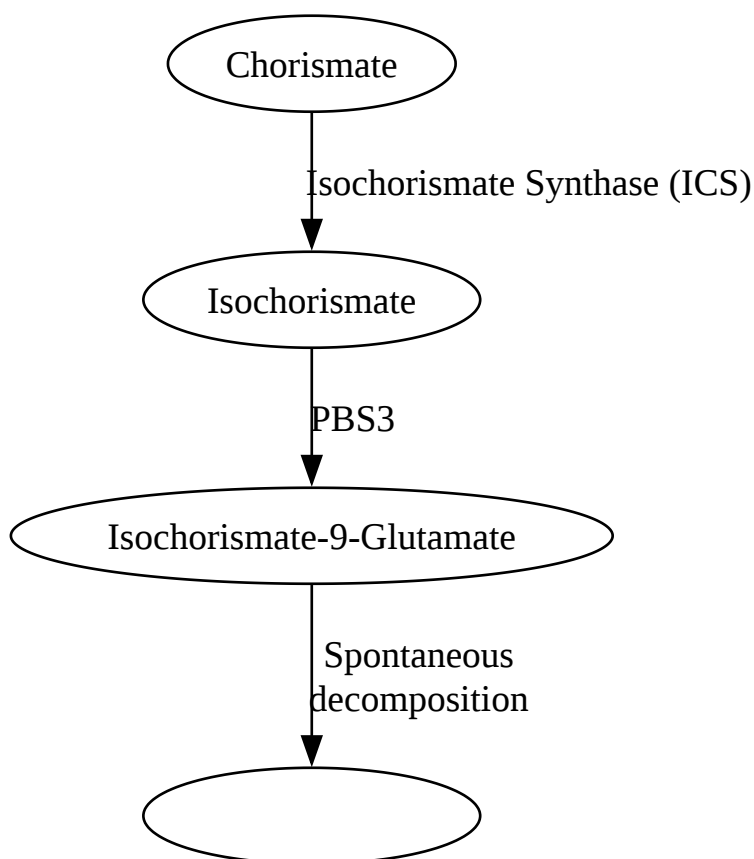 Chorismate
Isochorismate Synthase (ICS)
Isochorismate
PBS3
Isochorismate-9-Glutamate
Spontaneous
decomposition